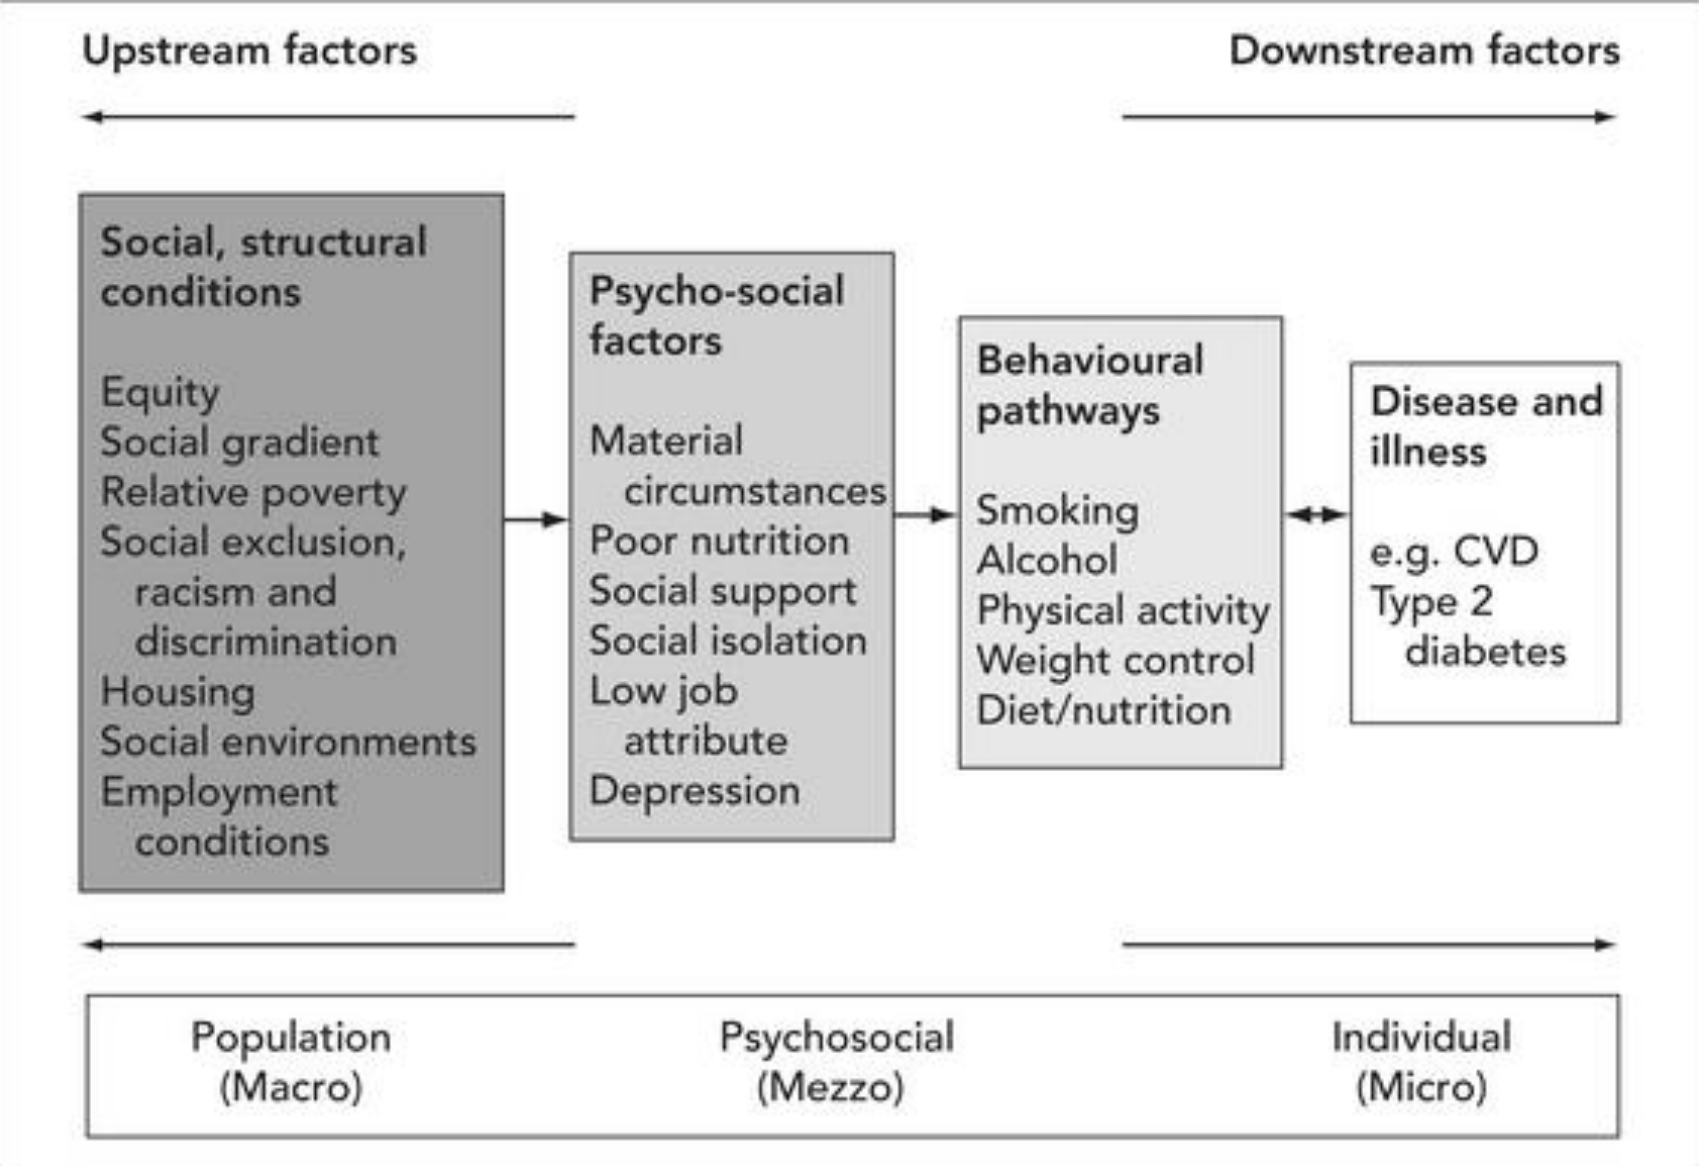 Upstream factors
Downstream factors
Social, structural
conditions
Equity
Social gradient
Relative poverty
Social exclusion,
racism and
discrimination
Housing
Social environments
Employment
conditions
Psycho-social
factors
Material
circumstances
Poor nutrition
Social support
Social isolation
Low job
attribute
Depression
Behavioural
pathways
Smoking
Alcohol
Physical activity
Weight control
Diet/nutrition
Disease and
illness
e.g. CVD
Type 2
diabetes
Population
(Macro)
Psychosocial
(Mezzo)
Individual
(Micro)